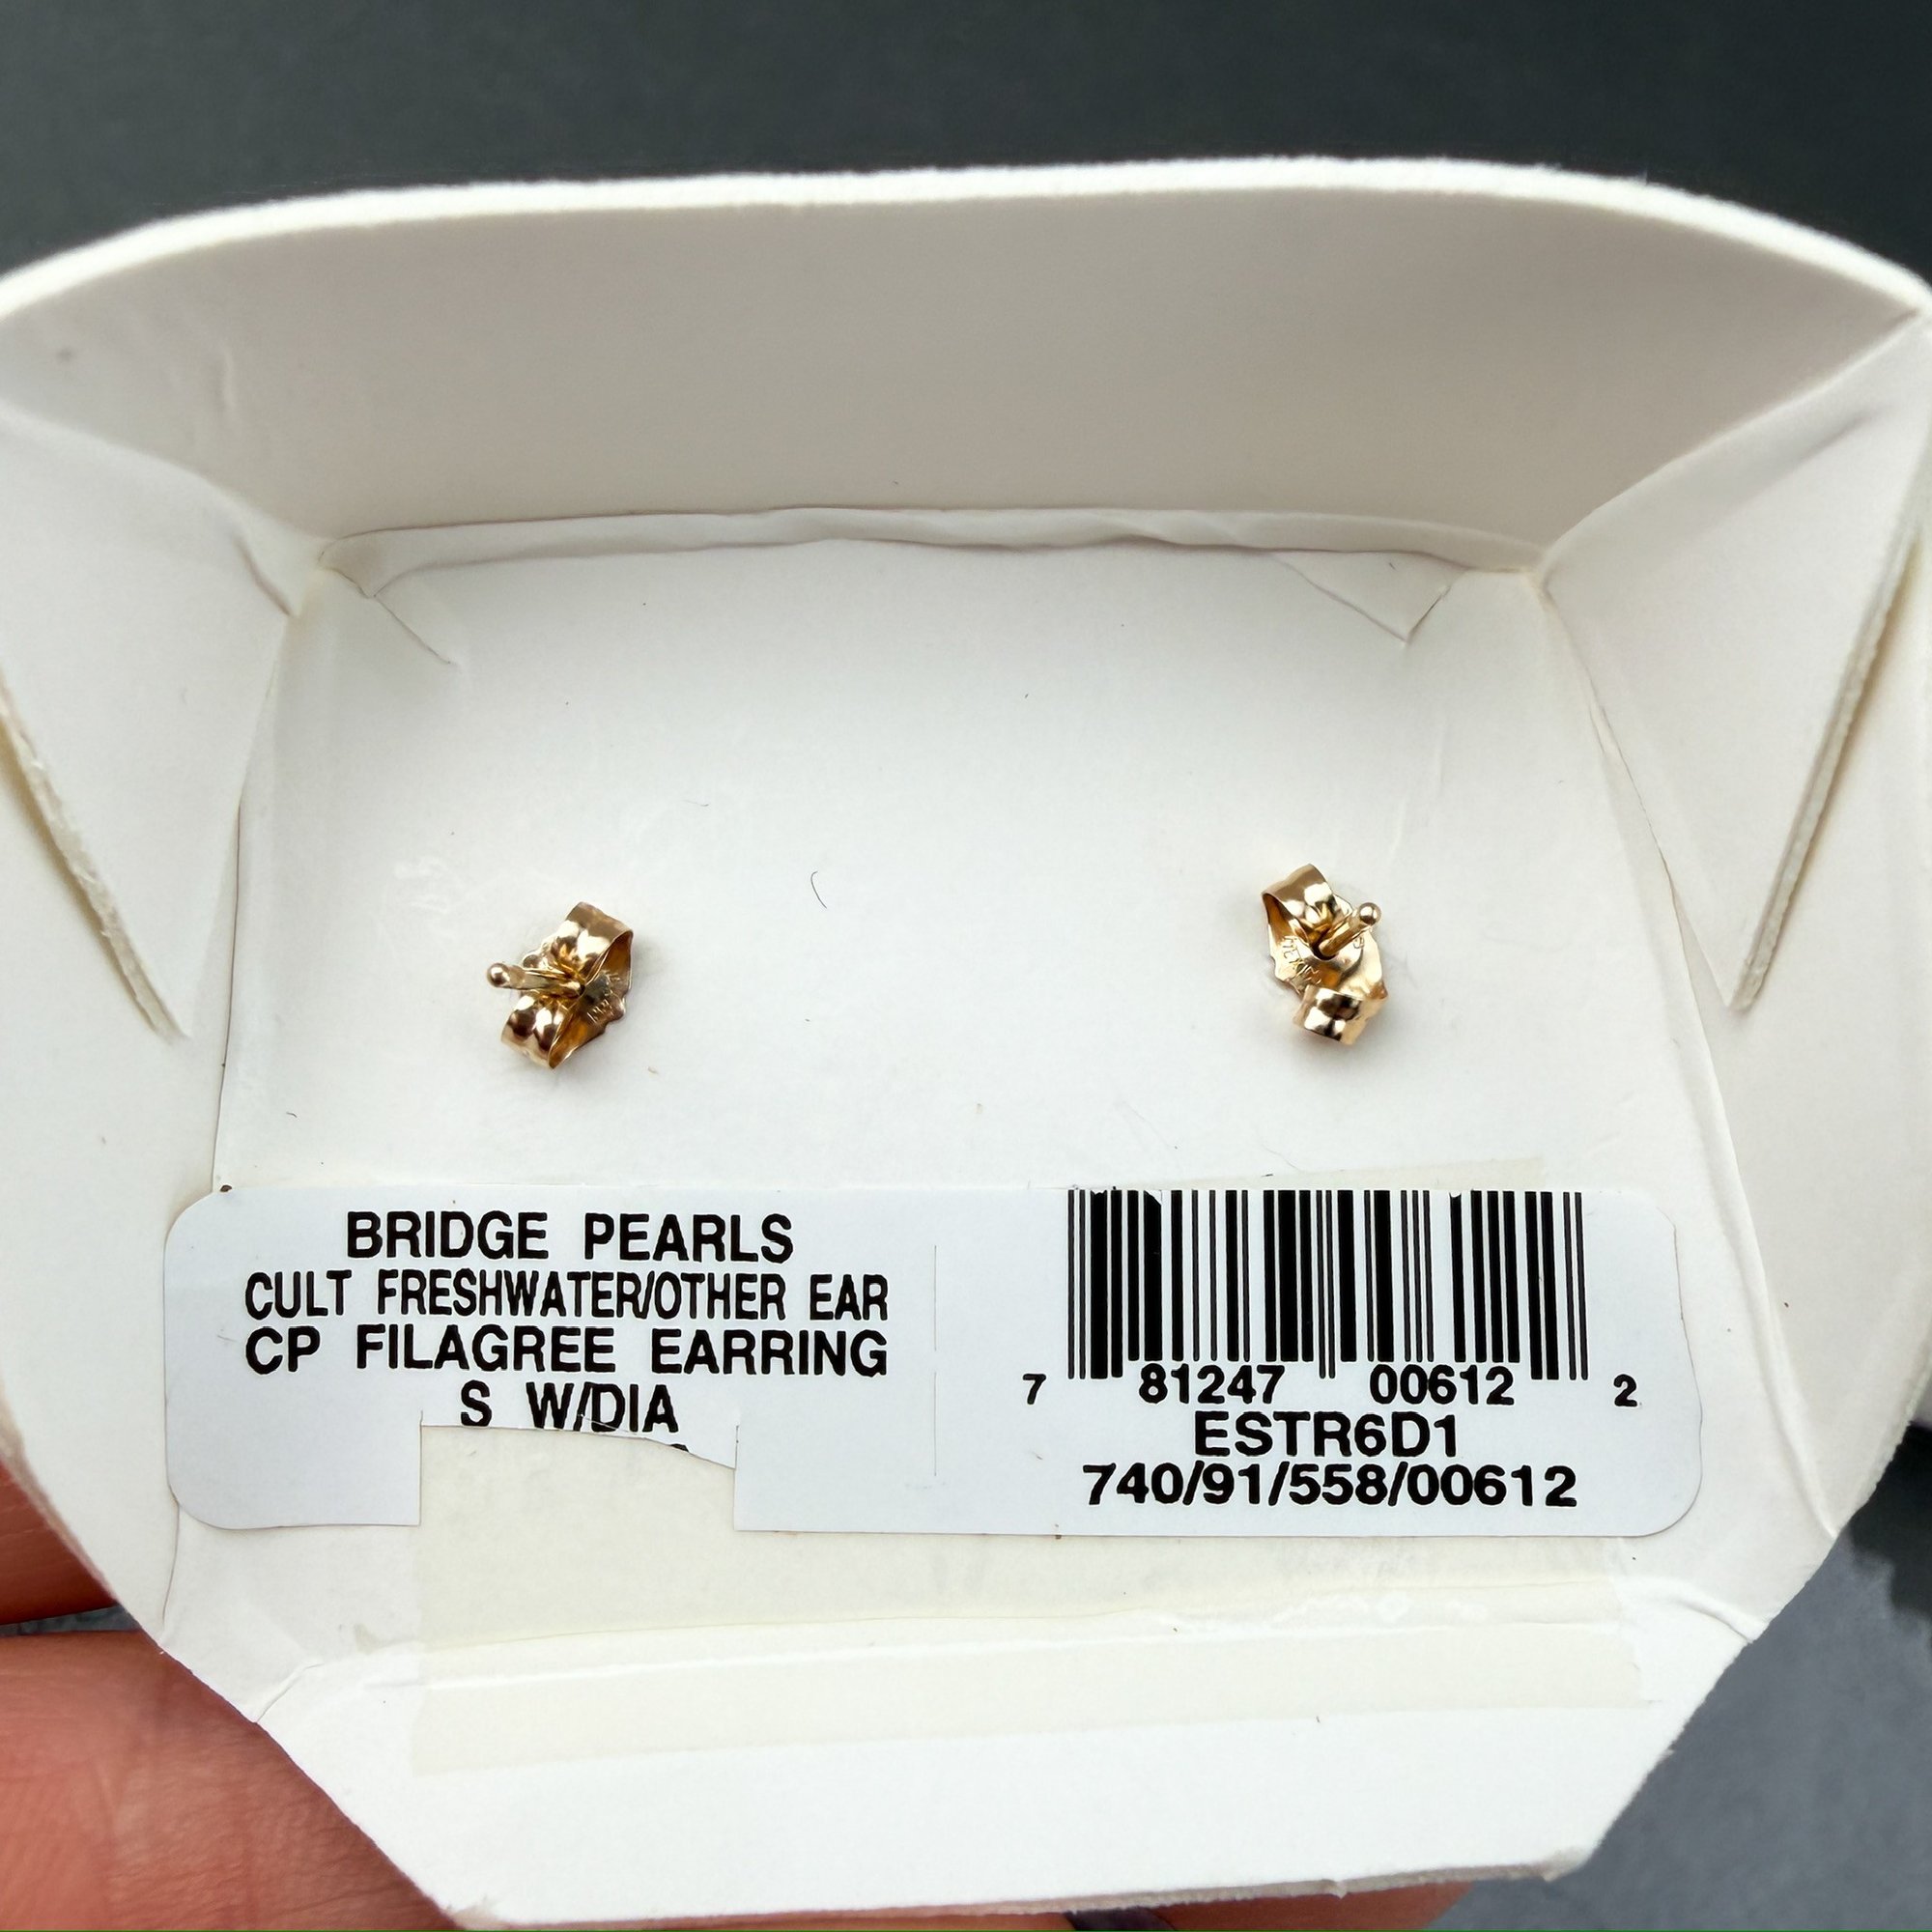 BRIDGE PEARLS
CULT FRESHWATER/OTHER EAR
CP FILAGREE EARRING
S W/DIA
7 81247 00612 2
ESTR6D1
740/91/558/00612